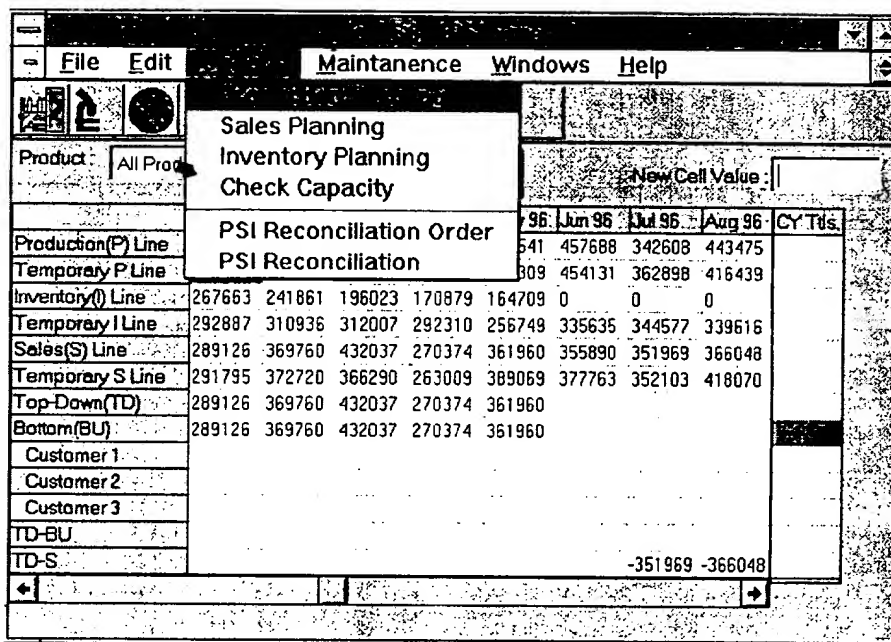 File Edit Maintanence Windows Help
Sales Planning
Inventory Planning
Check Capacity
PSI Reconciliation Order
PSI Reconciliation
Product: All Prod
New Cell Value :
96 Jun 96 Jul 96 Aug 96 CY Ttls.
Production(P) Line 541 457688 342608 443475
Temporary P Line 309 454131 362898 416439
Inventory(I) Line 267663 241861 196023 170879 164709 0 0 0
Temporary I Line 292887 310936 312007 292310 256749 335635 344577 339616
Sales(S) Line 289126 369760 432037 270374 361960 355890 351969 366048
Temporary S Line 291795 372720 366290 263009 389069 377763 352103 418070
Top-Down(TD) 289126 369760 432037 270374 361960
Bottom(BU) 289126 369760 432037 270374 361960
Customer 1
Customer 2
Customer 3
TD-BU
TD-S -351969 -366048